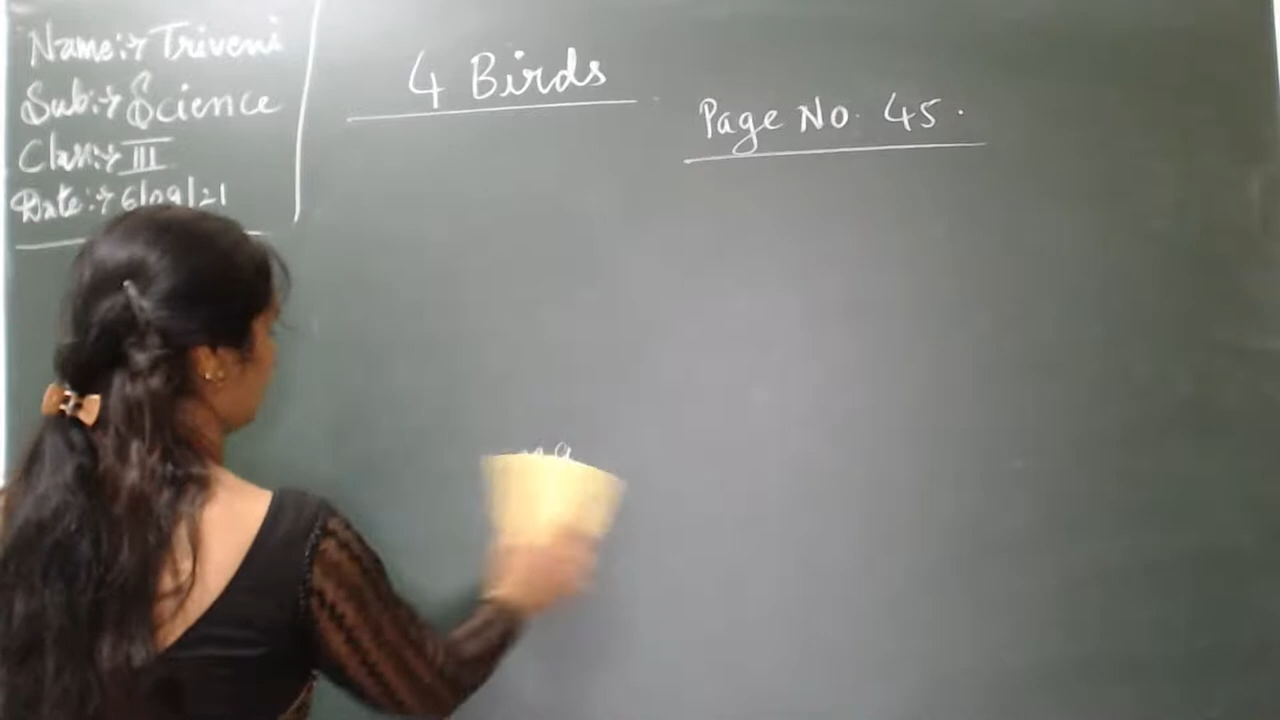 Name:→ Triveni
Sub:→ Science
Class:→ III
Date:→ 6/09/21
4 Birds
Page No. 45.